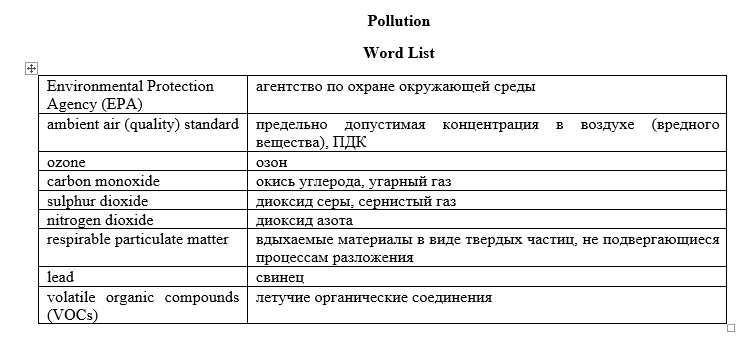 Pollution
Word List
Environmental Protection
Agency (EPA)
агентство по охране окружающей среды
ambient air (quality) standard
предельно допустимая концентрация в воздухе (вредного
вещества), ПДК
ozone
озон
carbon monoxide
окись углерода, угарный газ
sulphur dioxide
диоксид серы, сернистый газ
nitrogen dioxide
диоксид азота
respirable particulate matter
вдыхаемые материалы в виде твердых частиц, не подвергающиеся
процессам разложения
lead
свинец
volatile organic compounds
(VOCs)
летучие органические соединения